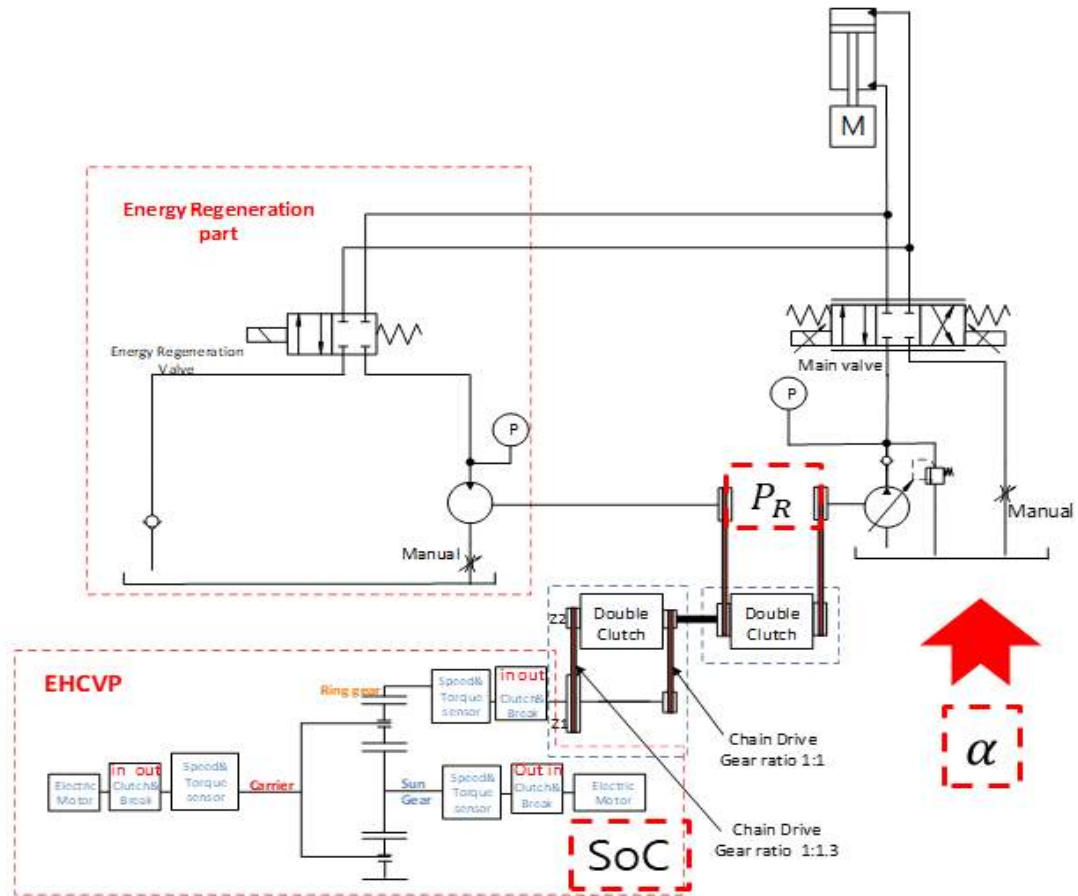 M
Energy Regeneration
part
Energy Regeneration
Valve
Main valve
P
P
P_R
Manual
Manual
Double
Clutch
Double
Clutch
Z2
Z1
EHCVP
Ring gear
Speed&
Torque
sensor
in out
Clutch&
Break
Chain Drive
Gear ratio 1:1
α
Electric
Motor
in out
Clutch&
Break
Speed&
Torque
sensor
Carrier
Sun
Gear
Speed&
Torque
sensor
Out in
Clutch&
Break
Electric
Motor
Chain Drive
Gear ratio 1:1.3
SoC